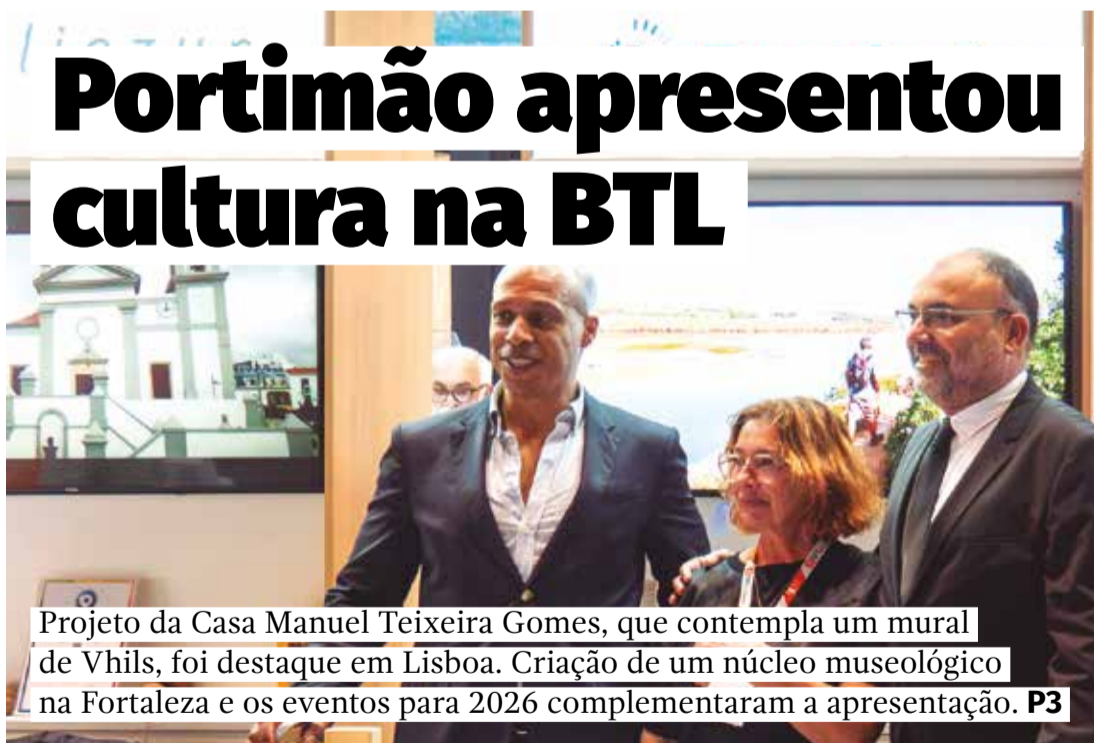 Portimão apresentou
cultura na BTL
Projeto da Casa Manuel Teixeira Gomes, que contempla um mural
de Vhils, foi destaque em Lisboa. Criação de um núcleo museológico
na Fortaleza e os eventos para 2026 complementaram a apresentação. P3